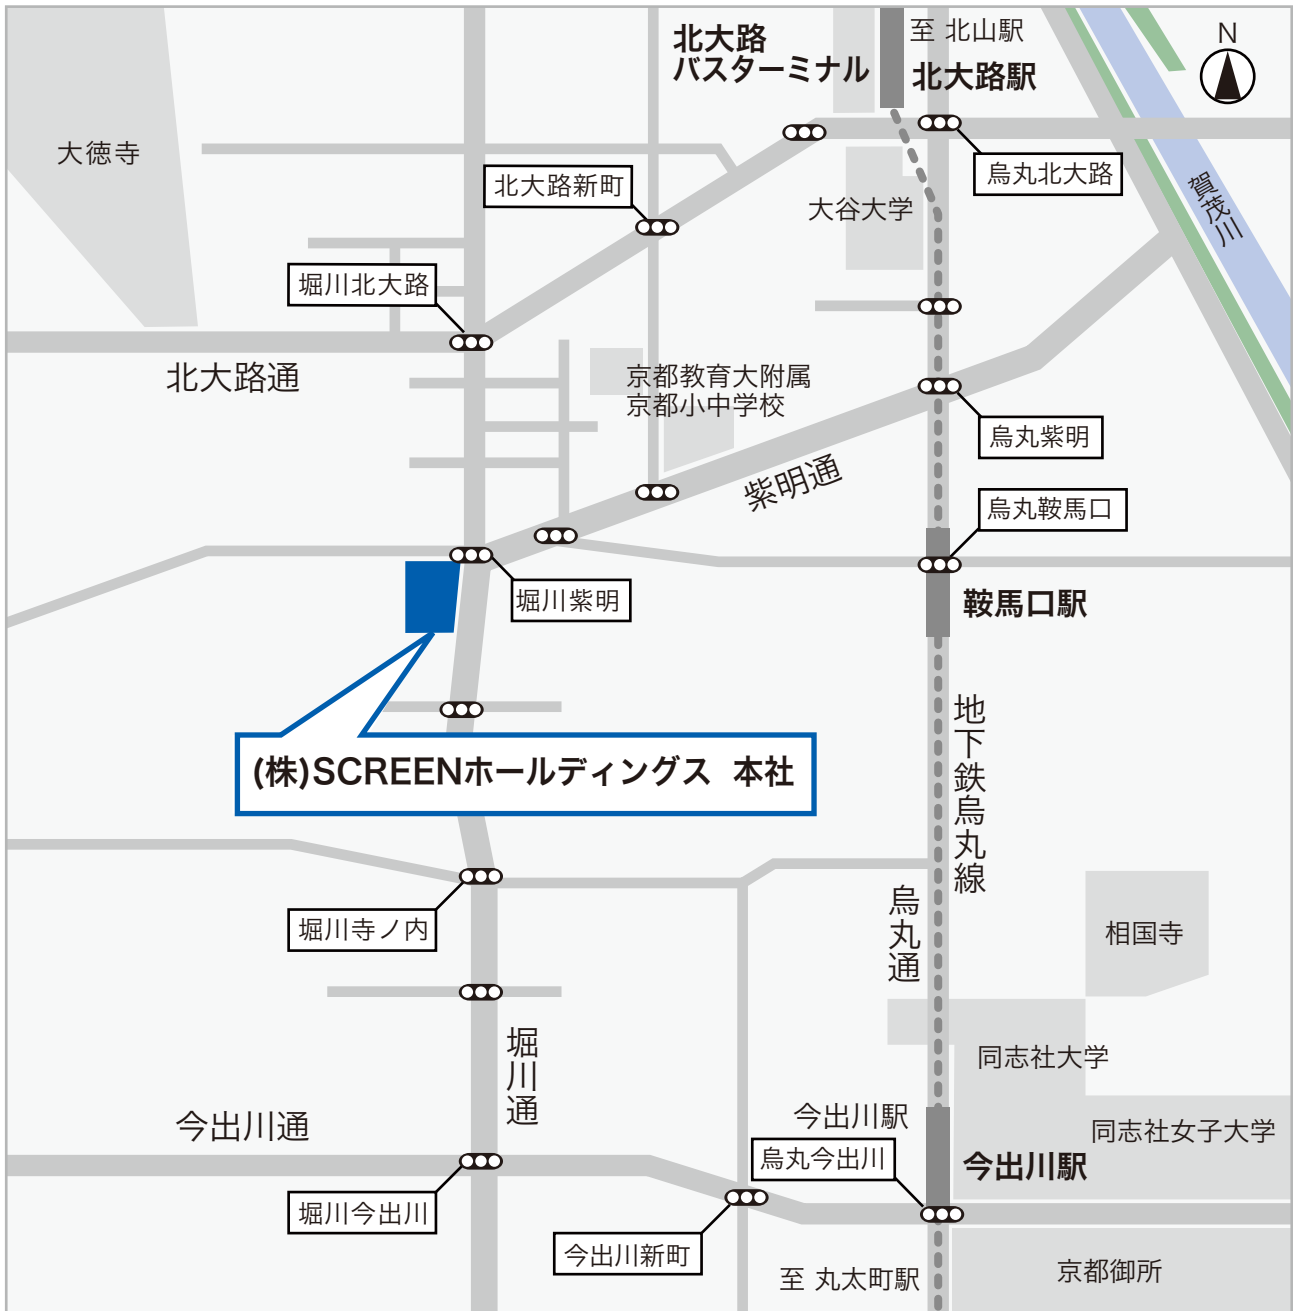 北大路
バスターミナル
至 北山駅
北大路駅
N
大徳寺
烏丸北大路
北大路新町
賀茂川
大谷大学
堀川北大路
北大路通
京都教育大附属
京都小中学校
烏丸紫明
紫明通
烏丸鞍馬口
堀川紫明
鞍馬口駅
地下鉄烏丸線
(株)SCREENホールディングス 本社
烏丸通
堀川寺ノ内
相国寺
堀川通
同志社大学
今出川通
今出川駅
同志社女子大学
烏丸今出川
今出川駅
堀川今出川
今出川新町
至 丸太町駅
京都御所